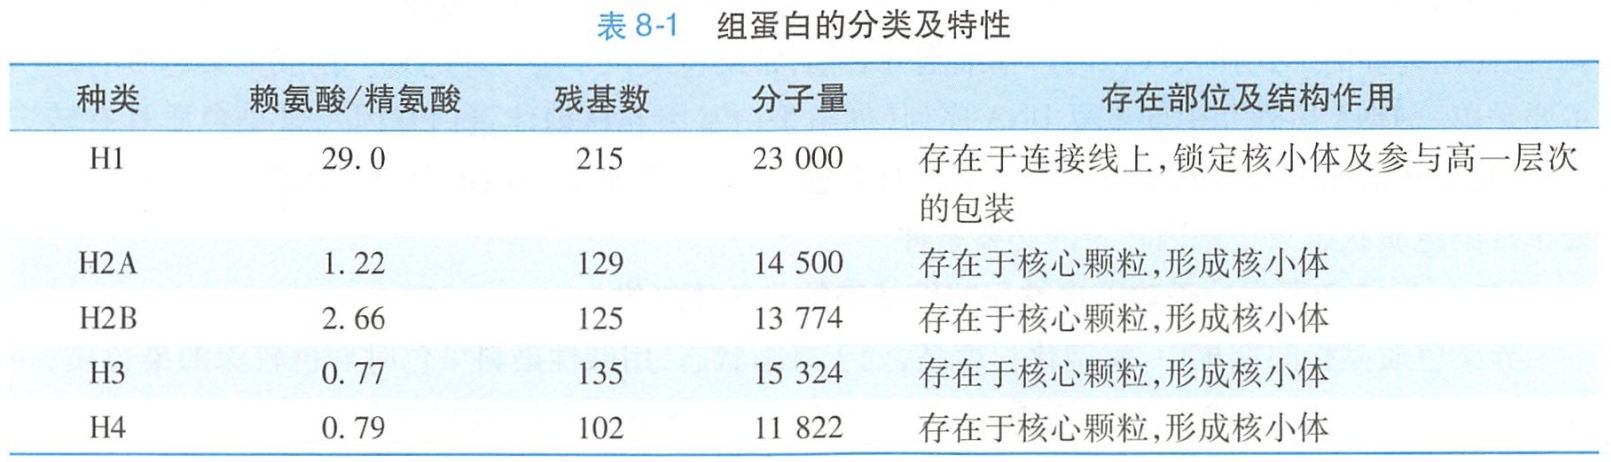 表 8-1 组蛋白的分类及特性
种类 赖氨酸/精氨酸 残基数 分子量 存在部位及结构作用
H1 29.0 215 23 000 存在于连接线上,锁定核小体及参与高一层次
的包装
H2A 1.22 129 14 500 存在于核心颗粒,形成核小体
H2B 2.66 125 13 774 存在于核心颗粒,形成核小体
H3 0.77 135 15 324 存在于核心颗粒,形成核小体
H4 0.79 102 11 822 存在于核心颗粒,形成核小体